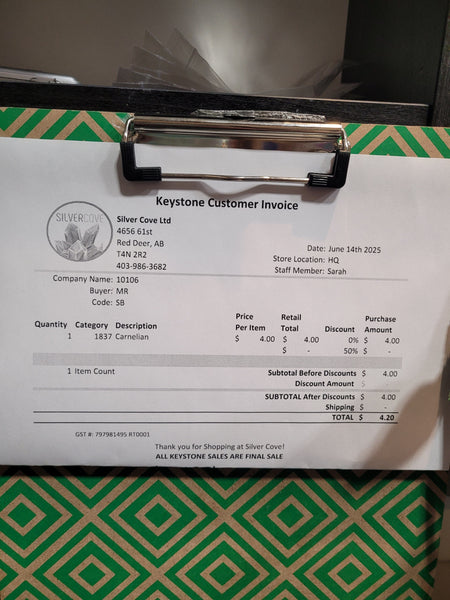 Keystone Customer Invoice
SILVERCOVE
Silver Cove Ltd
4656 61st
Red Deer, AB
T4N 2R2
403-986-3682
Date: June 14th 2025
Store Location: HQ
Staff Member: Sarah
Company Name: 10106
Buyer: MR
Code: SB
Quantity Category Description Price Per Item Retail Total Discount Purchase Amount
1 1837 Carnelian $ 4.00 $ 4.00 0% $ 4.00
$ - 50% $ -
1 Item Count Subtotal Before Discounts $ 4.00
Discount Amount $
SUBTOTAL After Discounts $ 4.00
Shipping $ -
TOTAL $ 4.20
GST #: 797981495 RT0001
Thank you for Shopping at Silver Cove!
ALL KEYSTONE SALES ARE FINAL SALE